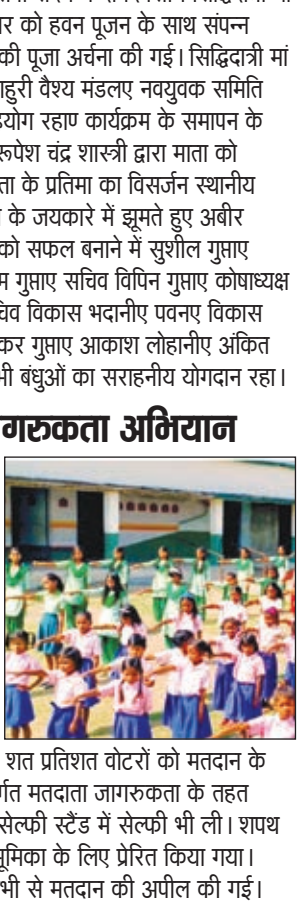 र को हवन पूजन के साथ संपन्न
की पूजा अर्चना की गई। सिद्धिदात्री मां
ाहुरी वैश्य मंडलए नवयुवक समिति
योग रहाण कार्यक्रम के समापन के
रूपेश चंद्र शास्त्री द्वारा माता को
ता के प्रतिमा का विसर्जन स्थानीय
के जयकारे में झूमते हुए अबीर
को सफल बनाने में सुशील गुप्ताए
म गुप्ताए सचिव विपिन गुप्ताए कोषाध्यक्ष
चिव विकास भदानीए पवनए विकास
कर गुप्ताए आकाश लोहानीए अंकित
भी बंधुओं का सराहनीय योगदान रहा।
गरुकता अभियान
शत प्रतिशत वोटरों को मतदान के
र्गत मतदाता जागरुकता के तहत
सेल्फी स्टैंड में सेल्फी भी ली। शपथ
भूमिका के लिए प्रेरित किया गया।
भी से मतदान की अपील की गई।